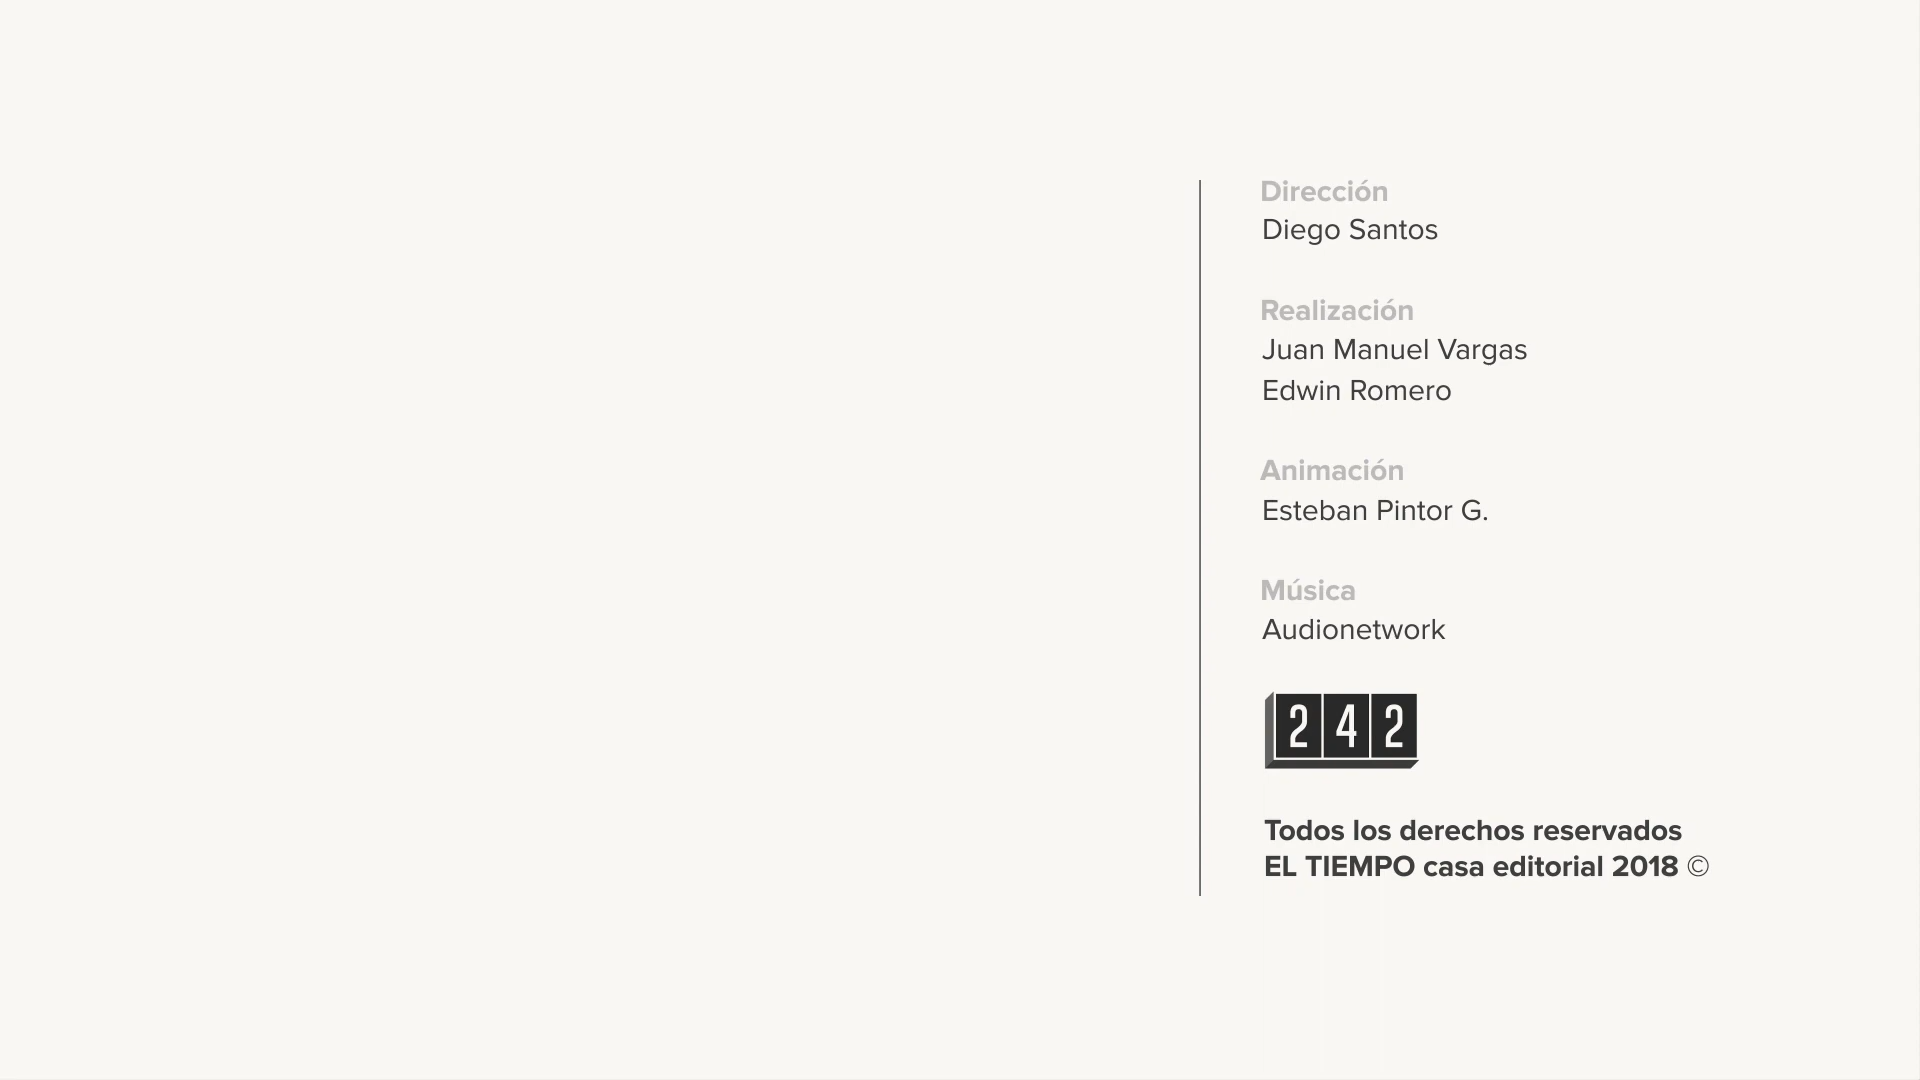 Dirección
Diego Santos
Realización
Juan Manuel Vargas
Edwin Romero
Animación
Esteban Pintor G.
Música
Audionetwork
242
Todos los derechos reservados
EL TIEMPO casa editorial 2018 ©